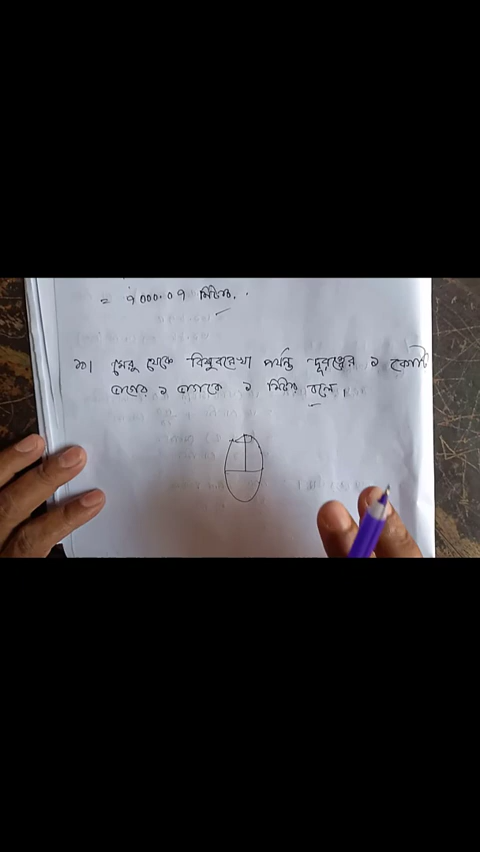 = ৭০০০.০৭ মিটার.
১০। মেরু থেকে বিষুবরেখা পর্যন্ত দূরত্বের ১ কোটি
ভাগের ১ ভাগকে ১ মিটার বলে।